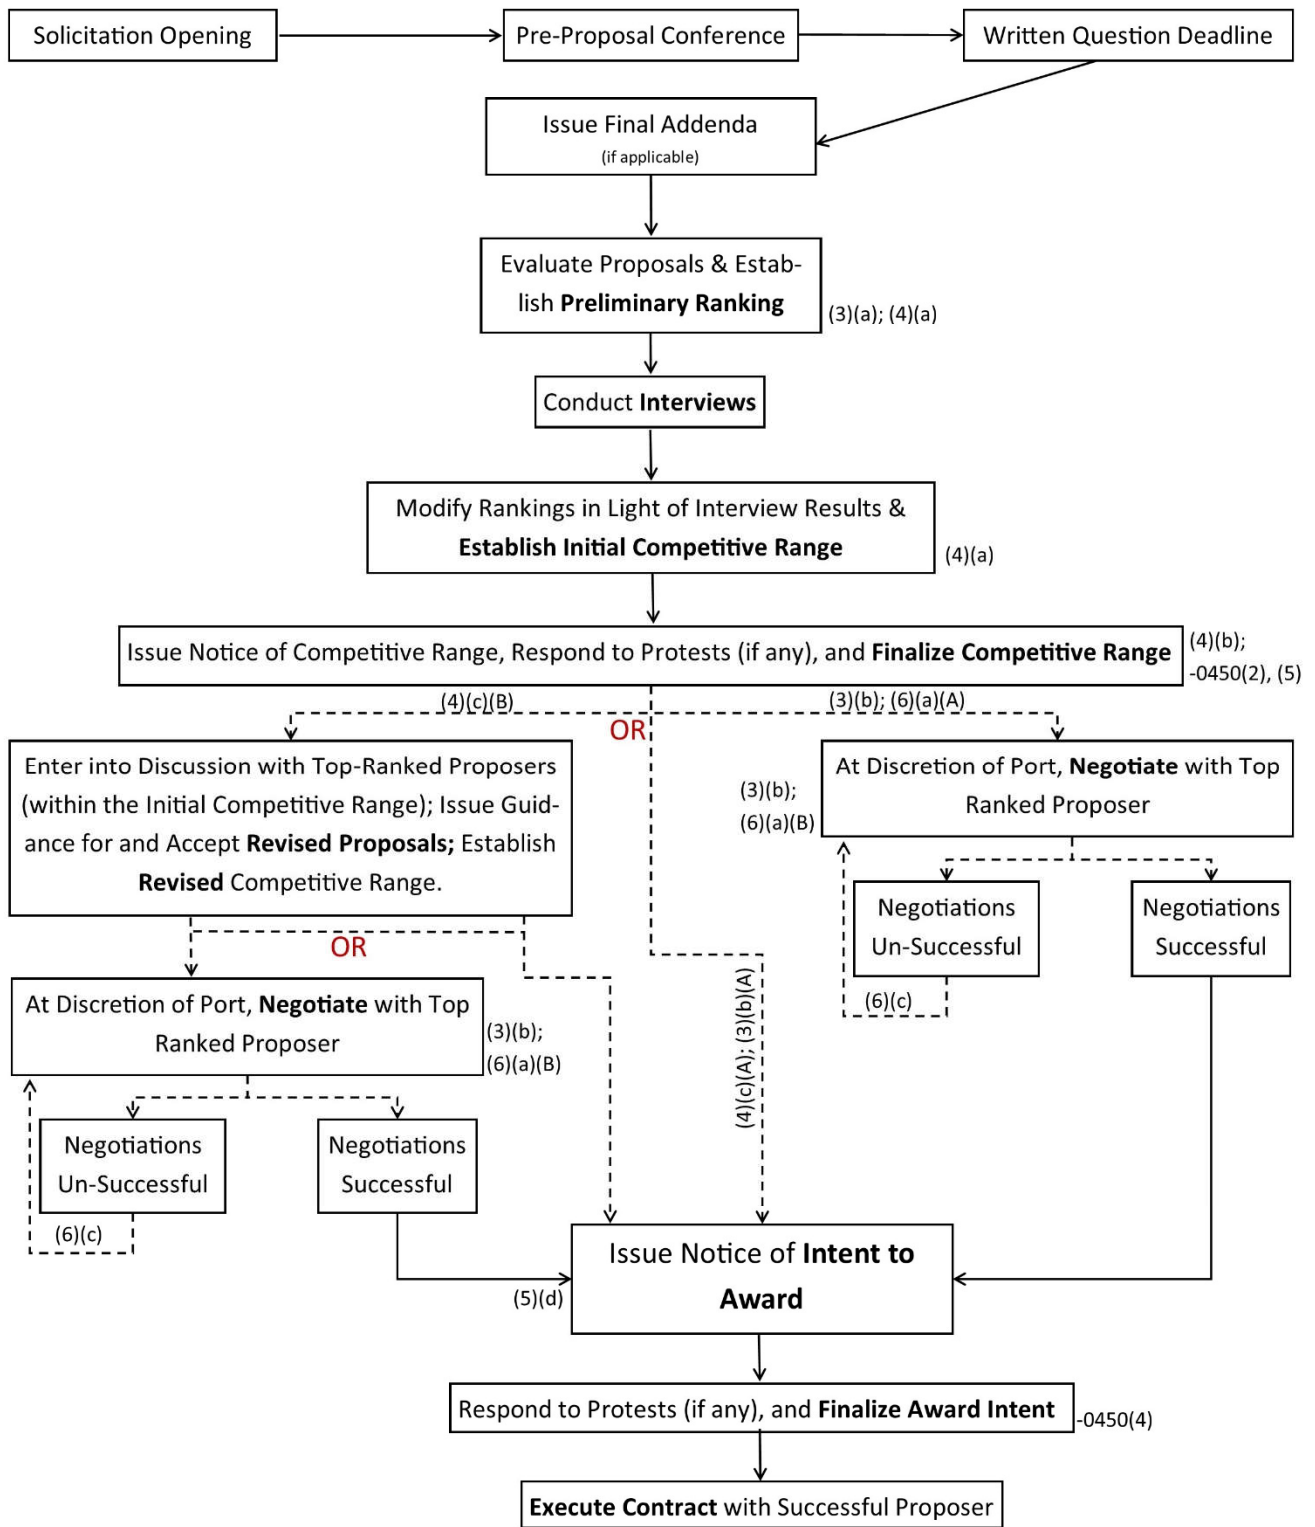 Solicitation Opening
Pre-Proposal Conference
Written Question Deadline
Issue Final Addenda
(if applicable)
Evaluate Proposals & Estab-
lish Preliminary Ranking
(3)(a); (4)(a)
Conduct Interviews
Modify Rankings in Light of Interview Results &
Establish Initial Competitive Range
(4)(a)
Issue Notice of Competitive Range, Respond to Protests (if any), and Finalize Competitive Range
(4)(b);
-0450(2), (5)
(4)(c)(B)
OR
(3)(b); (6)(a)(A)
Enter into Discussion with Top-Ranked Proposers
(within the Initial Competitive Range); Issue Guid-
ance for and Accept Revised Proposals; Establish
Revised Competitive Range.
(3)(b);
(6)(a)(B)
At Discretion of Port, Negotiate with Top
Ranked Proposer
Negotiations
Un-Successful
Negotiations
Successful
(6)(c)
OR
At Discretion of Port, Negotiate with Top
Ranked Proposer
(3)(b);
(6)(a)(B)
(4)(c)(A); (3)(b)(A)
Negotiations
Un-Successful
Negotiations
Successful
(6)(c)
(5)(d)
Issue Notice of Intent to
Award
Respond to Protests (if any), and Finalize Award Intent
-0450(4)
Execute Contract with Successful Proposer